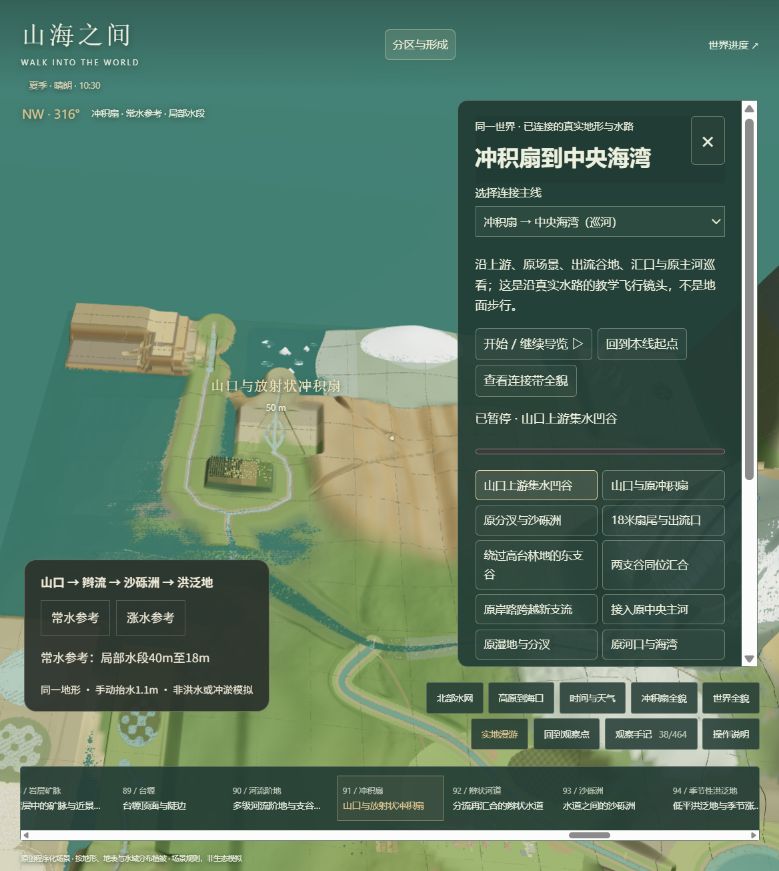 山海之间
WALK INTO THE WORLD
夏季 · 晴朗 · 10:30
NW · 316° 冲积扇 · 常水参考 · 局部水段
分区与形成
世界进度 ↗
同一世界 · 已连接的真实地形与水路
冲积扇到中央海湾
×
选择连接主线
冲积扇 → 中央海湾（巡河）
沿上游、原场景、出流谷地、汇口与原主河巡
看；这是沿真实水路的教学飞行镜头，不是地
面步行。
开始 / 继续导览 ▷
回到本线起点
查看连接带全貌
已暂停 · 山口上游集水凹谷
山口上游集水凹谷
山口与原冲积扇
原分汊与沙砾洲
18米扇尾与出流口
绕过高台林地的东支
谷
两支谷同位汇合
原岸路跨越新支流
接入原中央主河
原湿地与分汊
原河口与海湾
山口与放射状冲积扇
50 m
山口 → 辫流 → 沙砾洲 → 洪泛地
常水参考
涨水参考
常水参考：局部水段40m至18m
同一地形 · 手动抬水1.1m · 非洪水或冲淤模拟
北部水网
高原到海口
时间与天气
冲积扇全貌
世界全貌
实地漫游
回到观察点
观察手记 38/464
操作说明
/ 岩层矿脉
层中的矿脉与近景...
89 / 台塬
台塬顶面与陡边
90 / 河流阶地
多级河流阶地与支谷...
91 / 冲积扇
山口与放射状冲积扇
92 / 辫状河道
分流再汇合的辫状水道
93 / 沙砾洲
水道之间的沙砾洲
94 / 季节性洪泛地
低平洪泛地与季节涨...